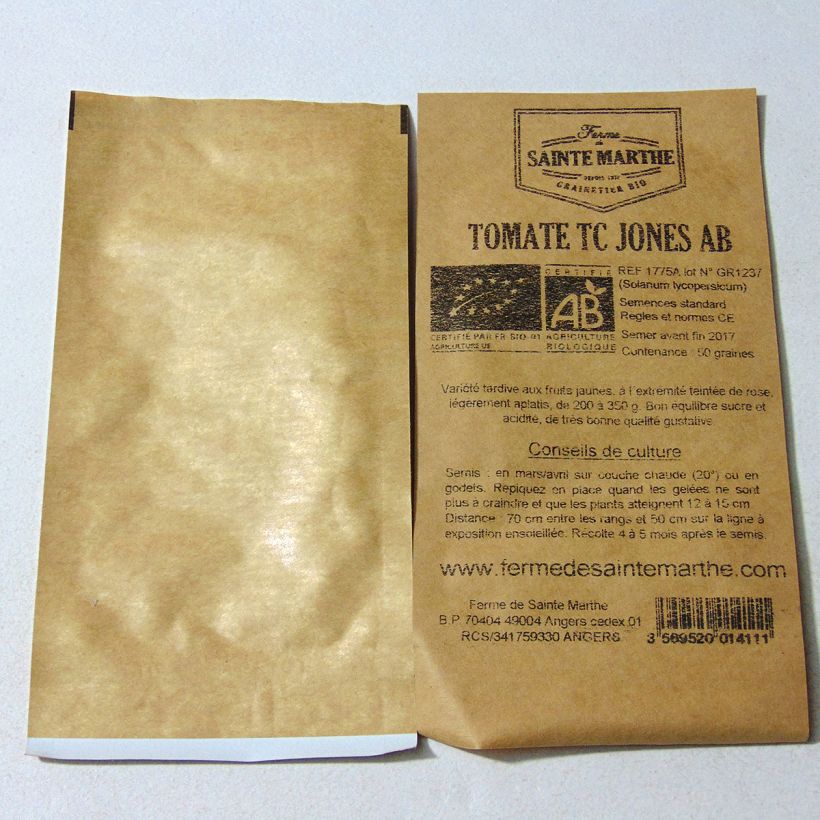 Ferme
de
SAINTE MARTHE
DEPUIS
GRAINETIER BIO
TOMATE TC JONES AB
CERTIFIÉ
AB
AGRICULTURE
BIOLOGIQUE
CERTIFIÉ PAR FR-BIO-01
AGRICULTURE UE
REF 1775A lot N° GR1237
(Solanum lycopersicum)
Semences standard
Règles et normes CE
Semer avant fin 2017
Contenance : 50 graines
Variété tardive aux fruits jaunes, à l'extrémité teintée de rose,
légèrement aplatis, de 200 à 350 g. Bon équilibre sucre et
acidité, de très bonne qualité gustative.
Conseils de culture
Semis : en mars/avril sur couche chaude (20°) ou en
godets. Repiquez en place quand les gelées ne sont
plus à craindre et que les plants atteignent 12 à 15 cm.
Distance : 70 cm entre les rangs et 50 cm sur la ligne à
exposition ensoleillée. Récolte 4 à 5 mois après le semis.
www.fermedesaintemarthe.com
Ferme de Sainte Marthe
B.P. 70404 49004 Angers cedex 01
RCS/341759330 ANGERS
3 569520 014111